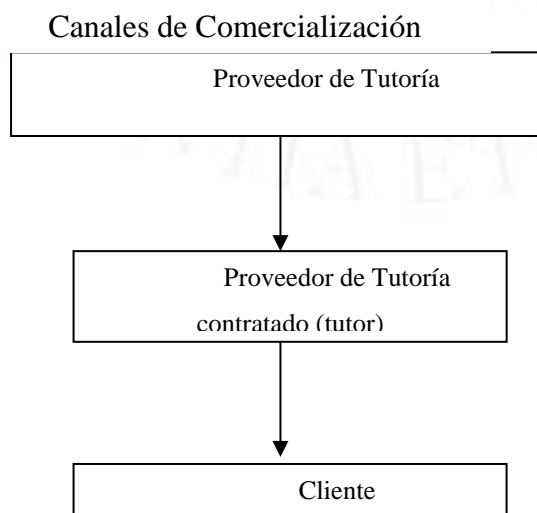 Canales de Comercialización
Proveedor de Tutoría
Proveedor de Tutoría
contratado (tutor)
Cliente